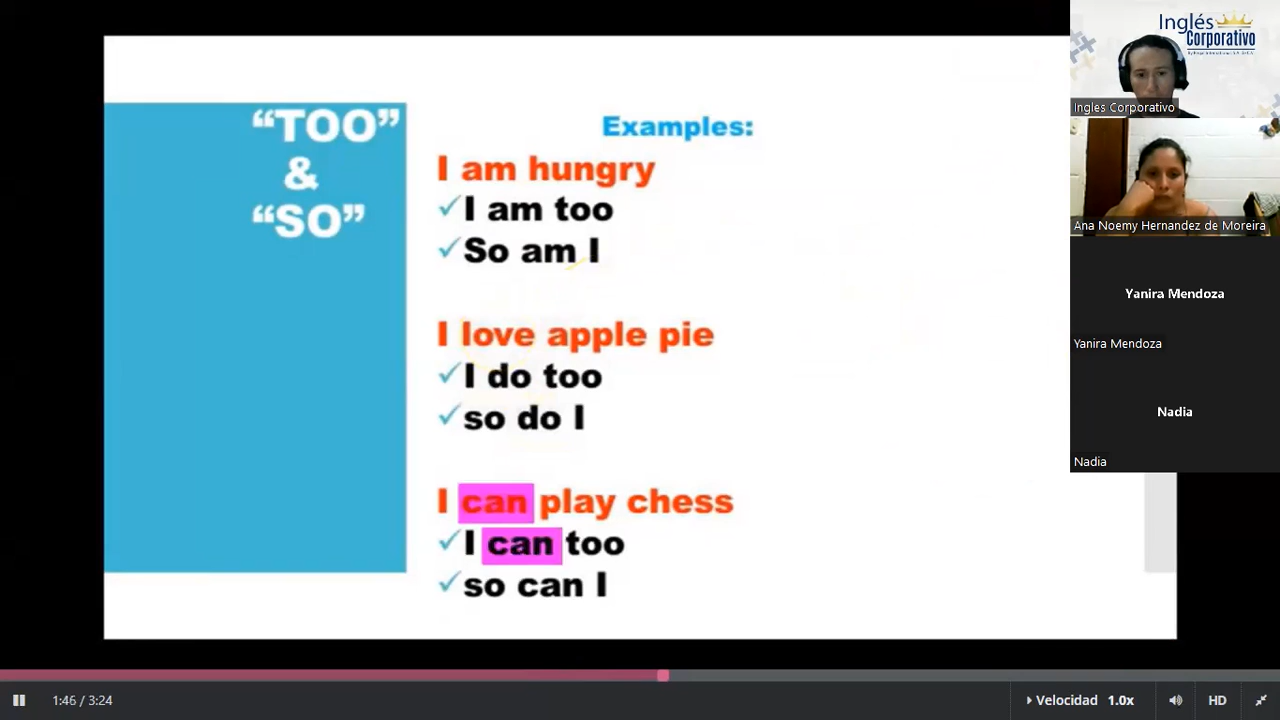 "TOO"
&
"SO"
Examples:
I am hungry
✓I am too
✓So am I
I love apple pie
✓I do too
✓so do I
I can play chess
✓I can too
✓so can I
Inglés
Corporativo
Ingles Corporativo
Ana Noemy Hernandez de Moreira
Yanira Mendoza
Yanira Mendoza
Nadia
Nadia
1:46 / 3:24
Velocidad 1.0x
HD